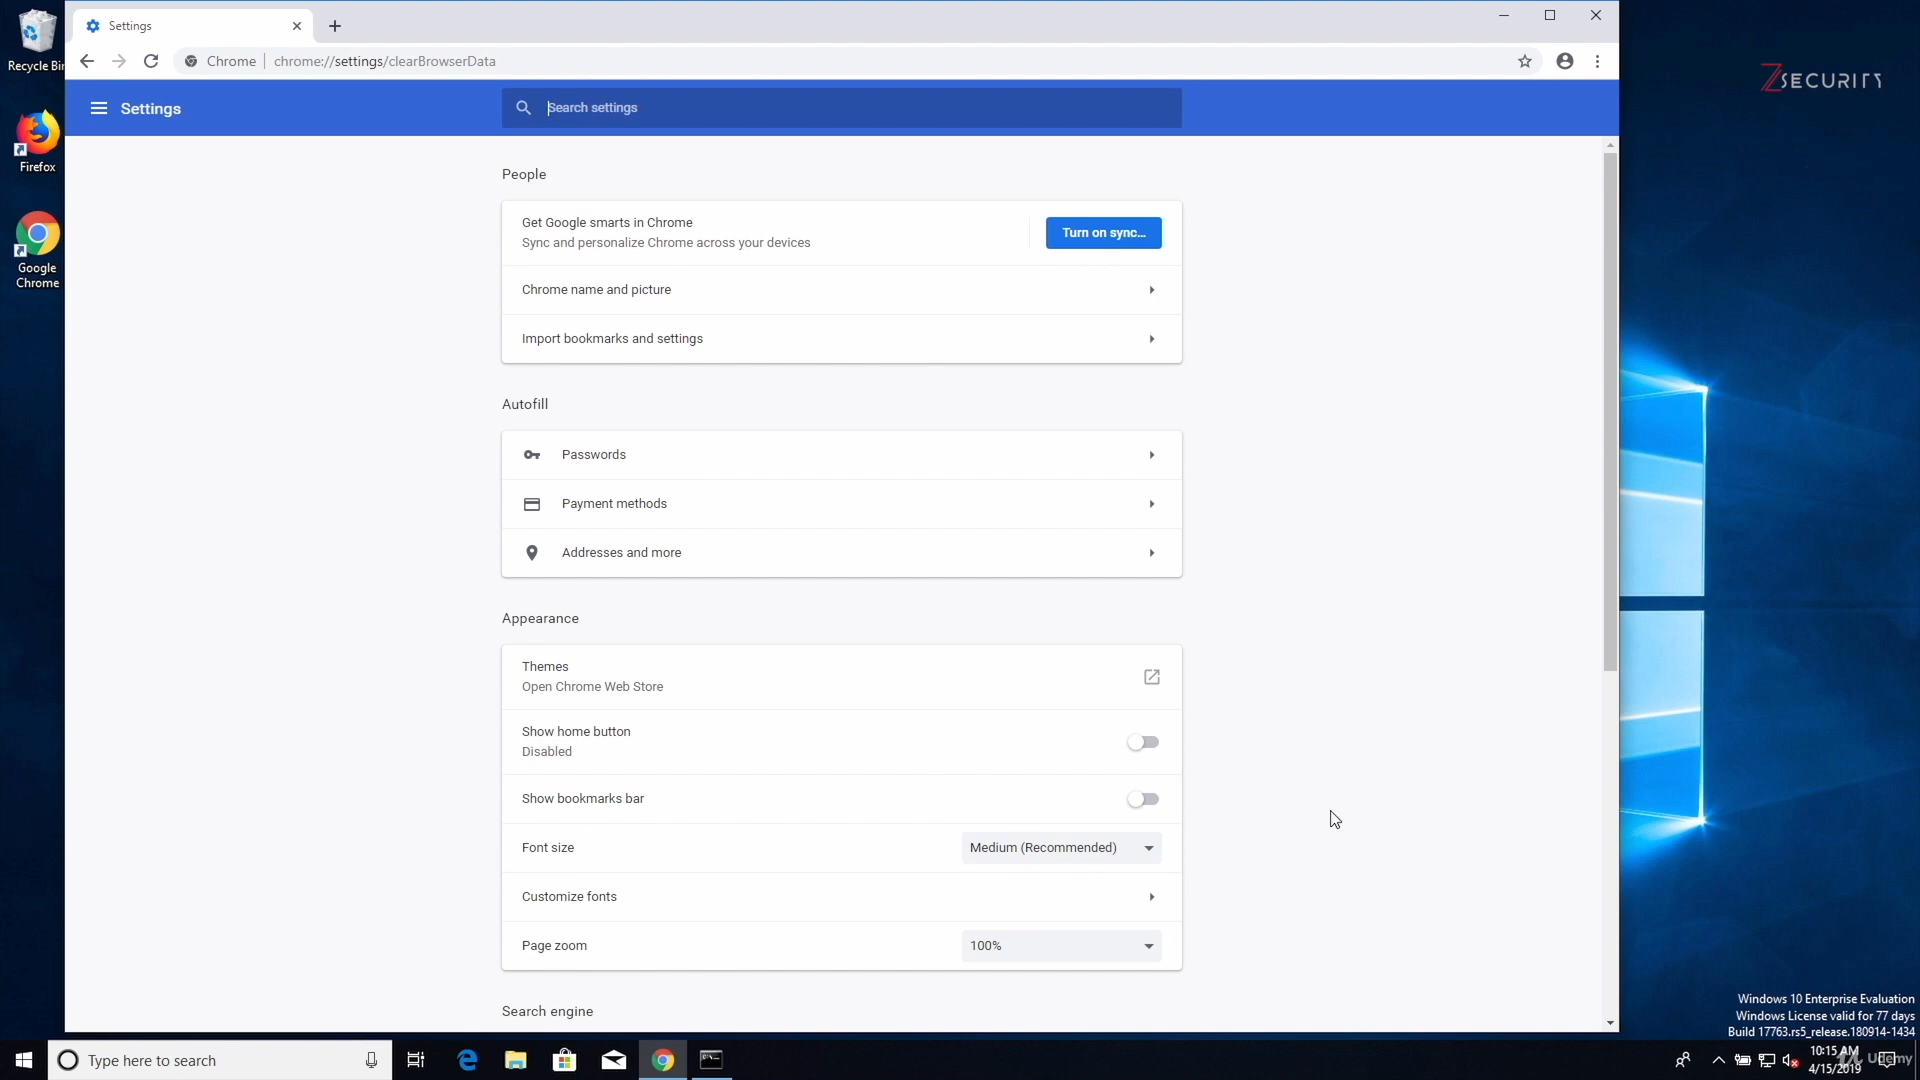 Settings
Chrome
chrome://settings/clearBrowserData
Recycle Bin
Settings
Search settings
ZSECURITY
Firefox
Google
Chrome
People
Get Google smarts in Chrome
Sync and personalize Chrome across your devices
Turn on sync...
Chrome name and picture
Import bookmarks and settings
Autofill
Passwords
Payment methods
Addresses and more
Appearance
Themes
Open Chrome Web Store
Show home button
Disabled
Show bookmarks bar
Font size
Medium (Recommended)
Customize fonts
Page zoom
100%
Search engine
Windows 10 Enterprise Evaluation
Windows License valid for 77 days
Build 17763.rs5_release.180914-1434
Type here to search
10:15 AM
4/15/2019
Udemy